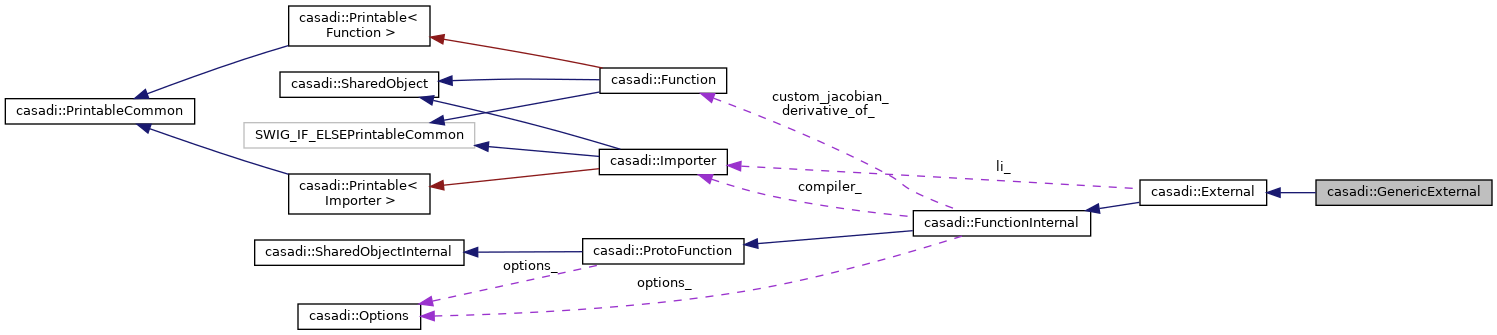 casadi::Printable<
Function >
casadi::SharedObject
casadi::Function
casadi::PrintableCommon
custom_jacobian_
derivative_of_
SWIG_IF_ELSEPrintableCommon
casadi::Importer
li_
casadi::Printable<
Importer >
compiler_
casadi::External
casadi::GenericExternal
casadi::FunctionInternal
casadi::SharedObjectInternal
casadi::ProtoFunction
options_
options_
casadi::Options